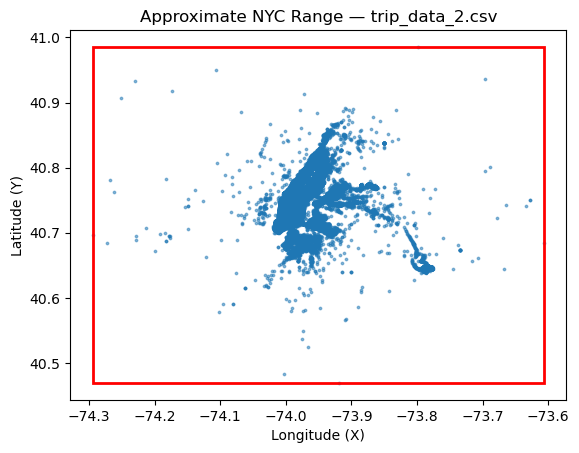 Approximate NYC Range — trip_data_2.csv
Latitude (Y)
41.0
40.9
40.8
40.7
40.6
40.5
−74.3 −74.2 −74.1 −74.0 −73.9 −73.8 −73.7 −73.6
Longitude (X)